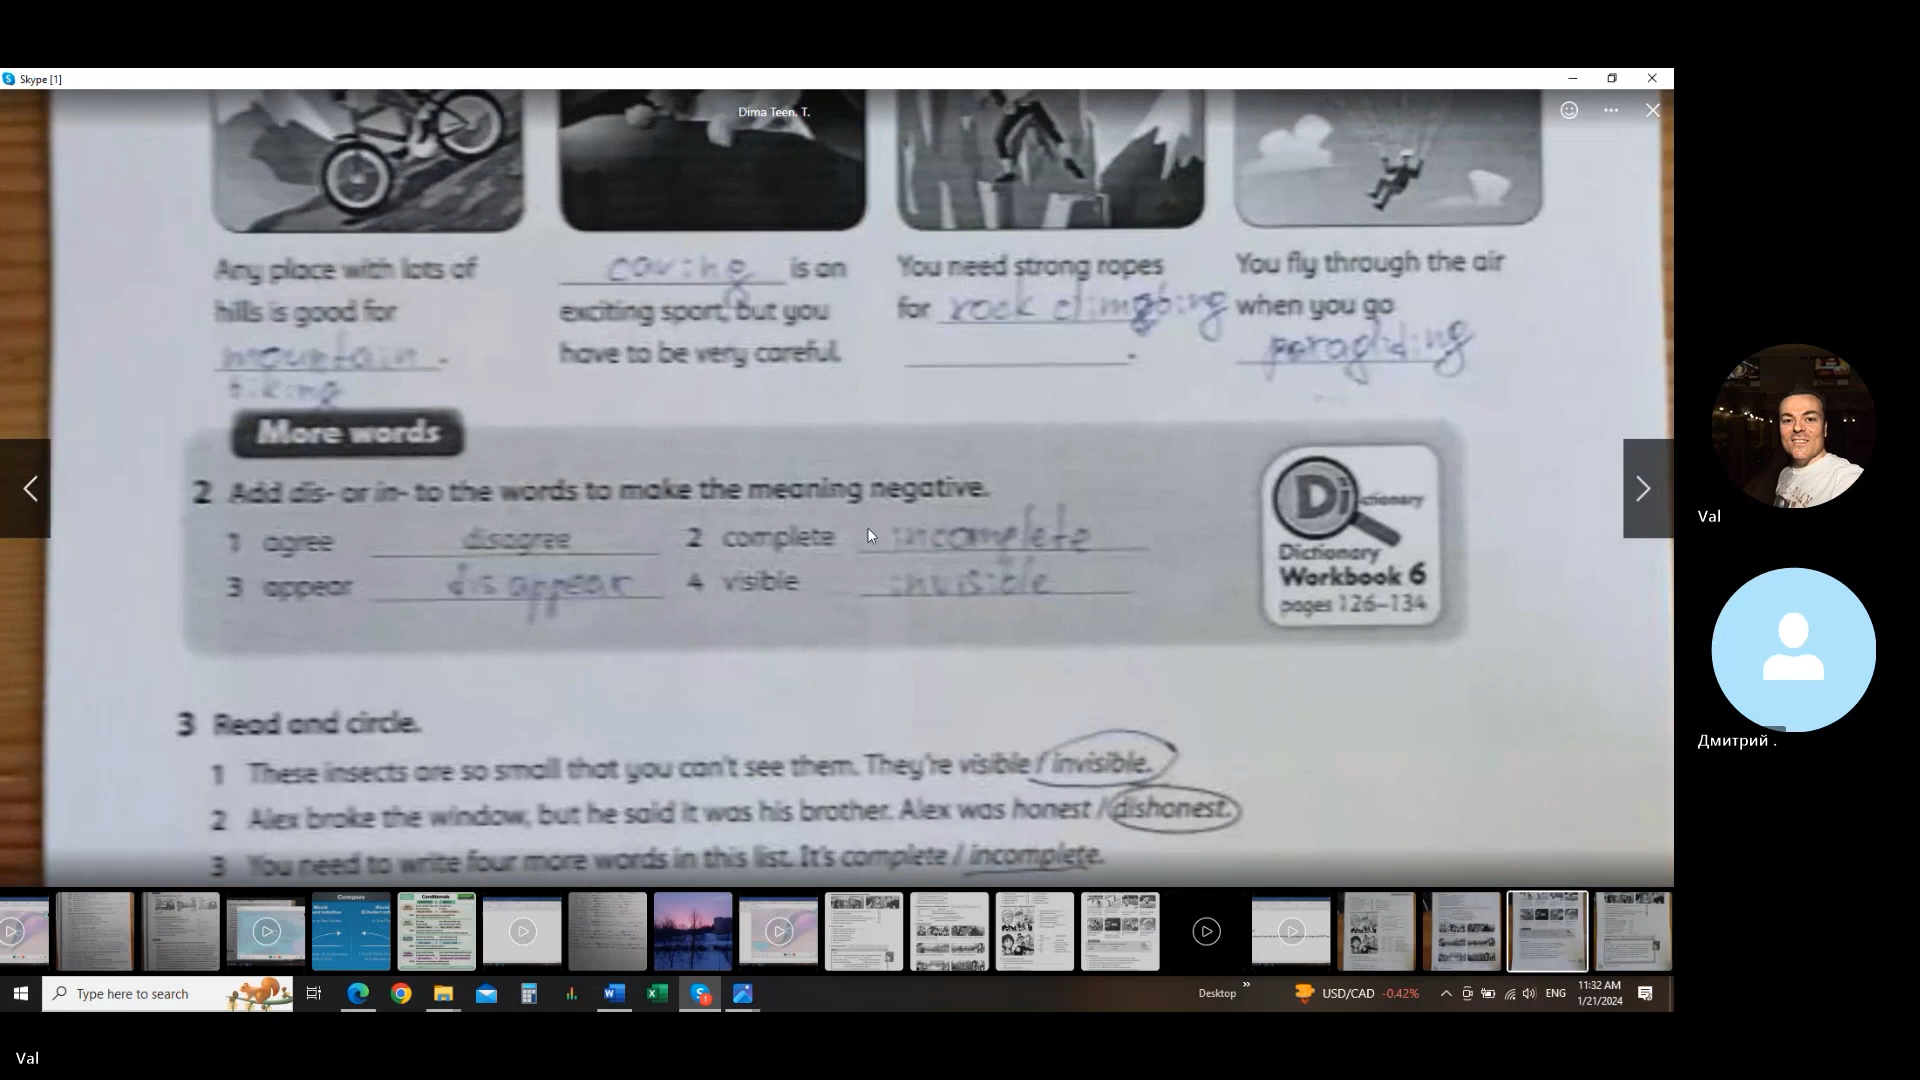 Skype [1]
Dima Teen. T.
Any place with lots of
hills is good for
mountain.
biking
caving is an
exciting sport, but you
have to be very careful.
You need strong ropes
for rock climbing
.
You fly through the air
when you go
paragliding
More words
2 Add dis- or in- to the words to make the meaning negative.
1 agree disagree 2 complete incomplete
3 appear disappear 4 visible invisible
Dictionary
Dictionary
Workbook 6
pages 126–134
3 Read and circle.
1 These insects are so small that you can't see them. They're visible / invisible.
2 Alex broke the window, but he said it was his brother. Alex was honest / dishonest.
3 You need to write four more words in this list. It's complete / incomplete.
Val
Дмитрий .
Compare
Would
Would
Conditionals
Type here to search
Desktop
»
USD/CAD -0.42%
ENG
11:32 AM
1/21/2024
Val